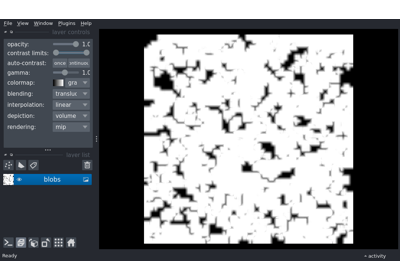 File View Window Plugins Help
layer controls
opacity: 1.0
contrast limits:
auto-contrast: once
gamma: 1.0
colormap: gra
blending: transluc
interpolation: linear
depiction: volume
rendering: mip
layer list
blobs
Ready
activity